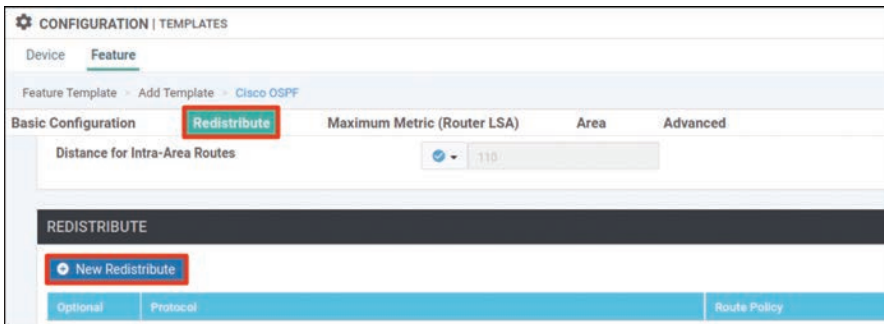 CONFIGURATION | TEMPLATES
Device Feature
Feature Template Add Template Cisco OSPF
Basic Configuration Redistribute Maximum Metric (Router LSA) Area Advanced
Distance for Intra-Area Routes 110
REDISTRIBUTE
New Redistribute
Optional Protocol Route Policy